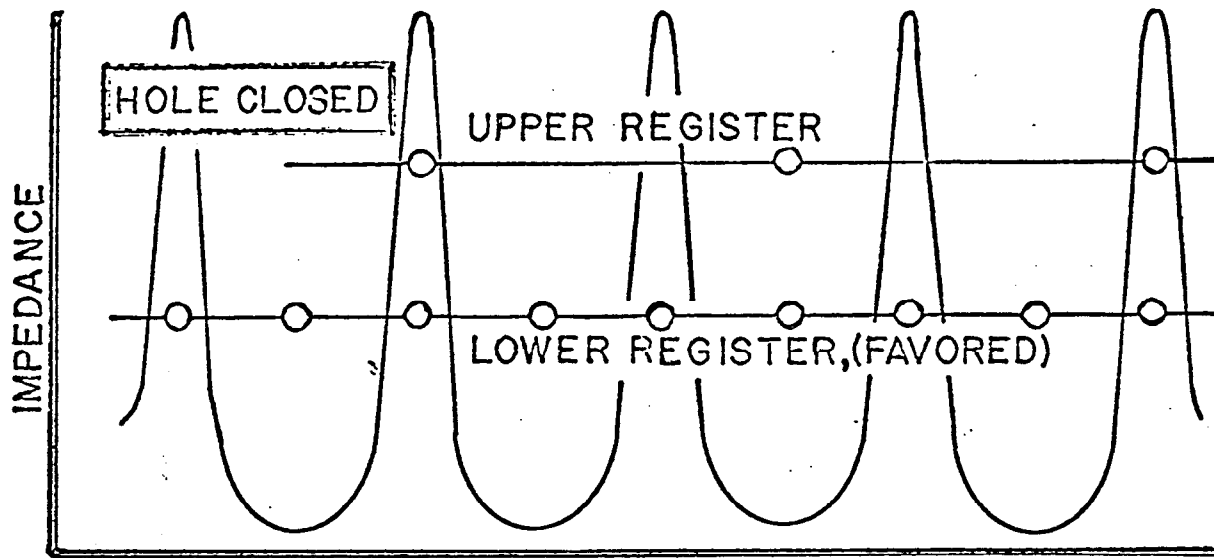 HOLE CLOSED
UPPER REGISTER
LOWER REGISTER,(FAVORED)
IMPEDANCE